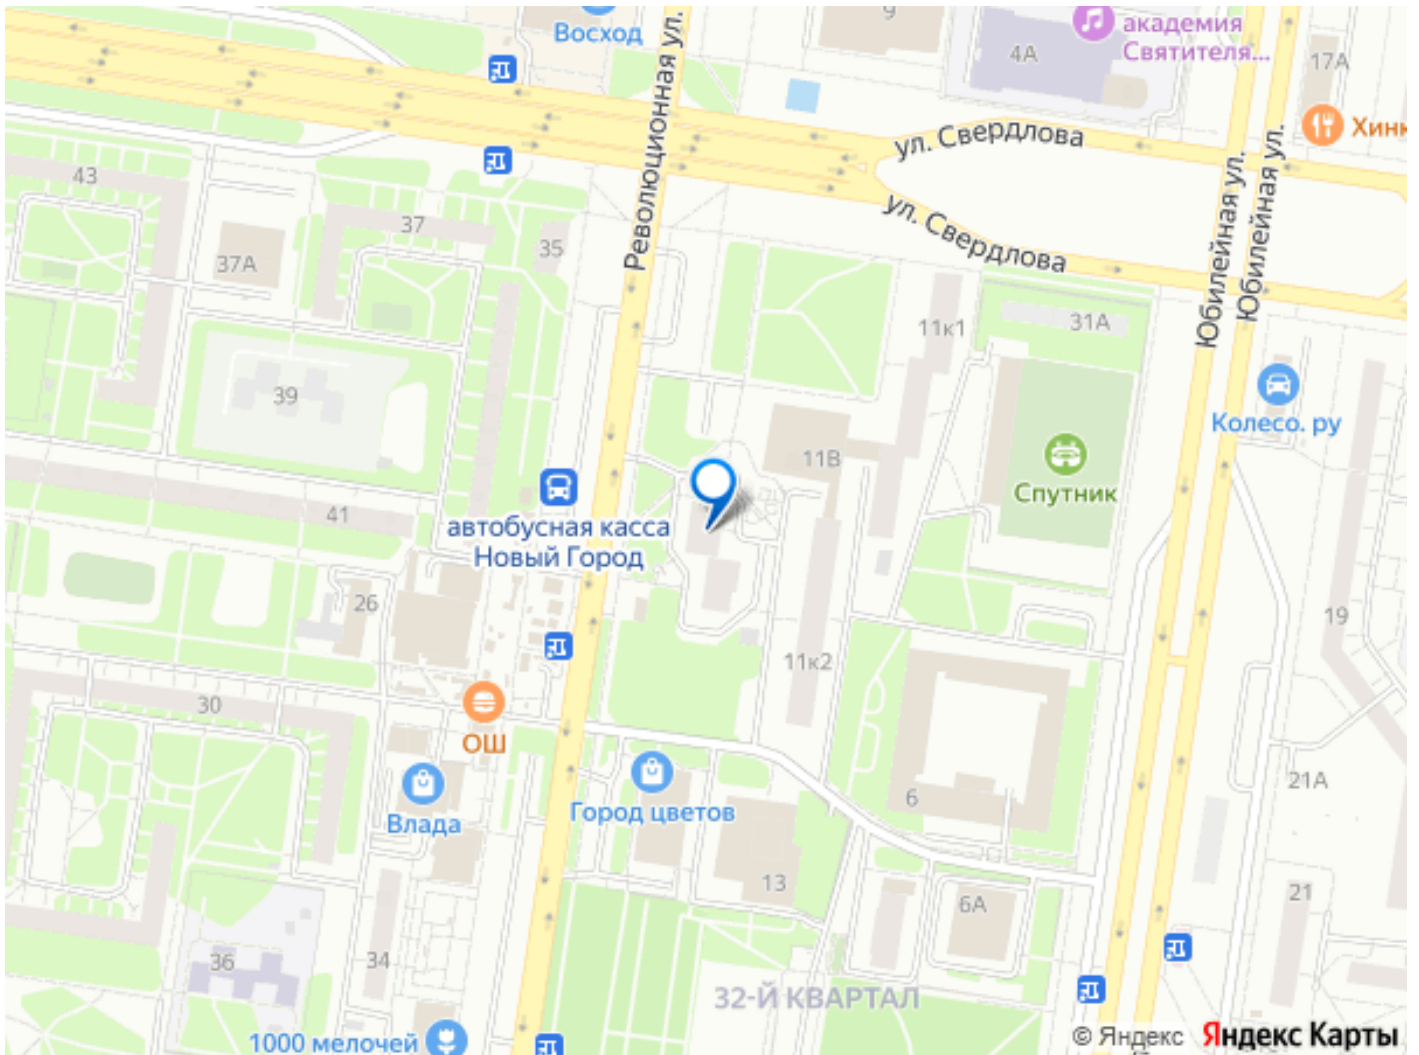 Восход
Революционная ул.
9
4А
академия
Святителя...
17А
Хинк
ул. Свердлова
ул. Свердлова
Юбилейная ул.
Юбилейная ул.
43
37
35
37А
11к1
31А
39
Колесо. ру
11В
Спутник
41
автобусная касса
Новый Город
26
19
11к2
30
ОШ
21А
Город цветов
6
Влада
13
21
6А
36
34
32-Й КВАРТАЛ
1000 мелочей
© Яндекс Яндекс Карты